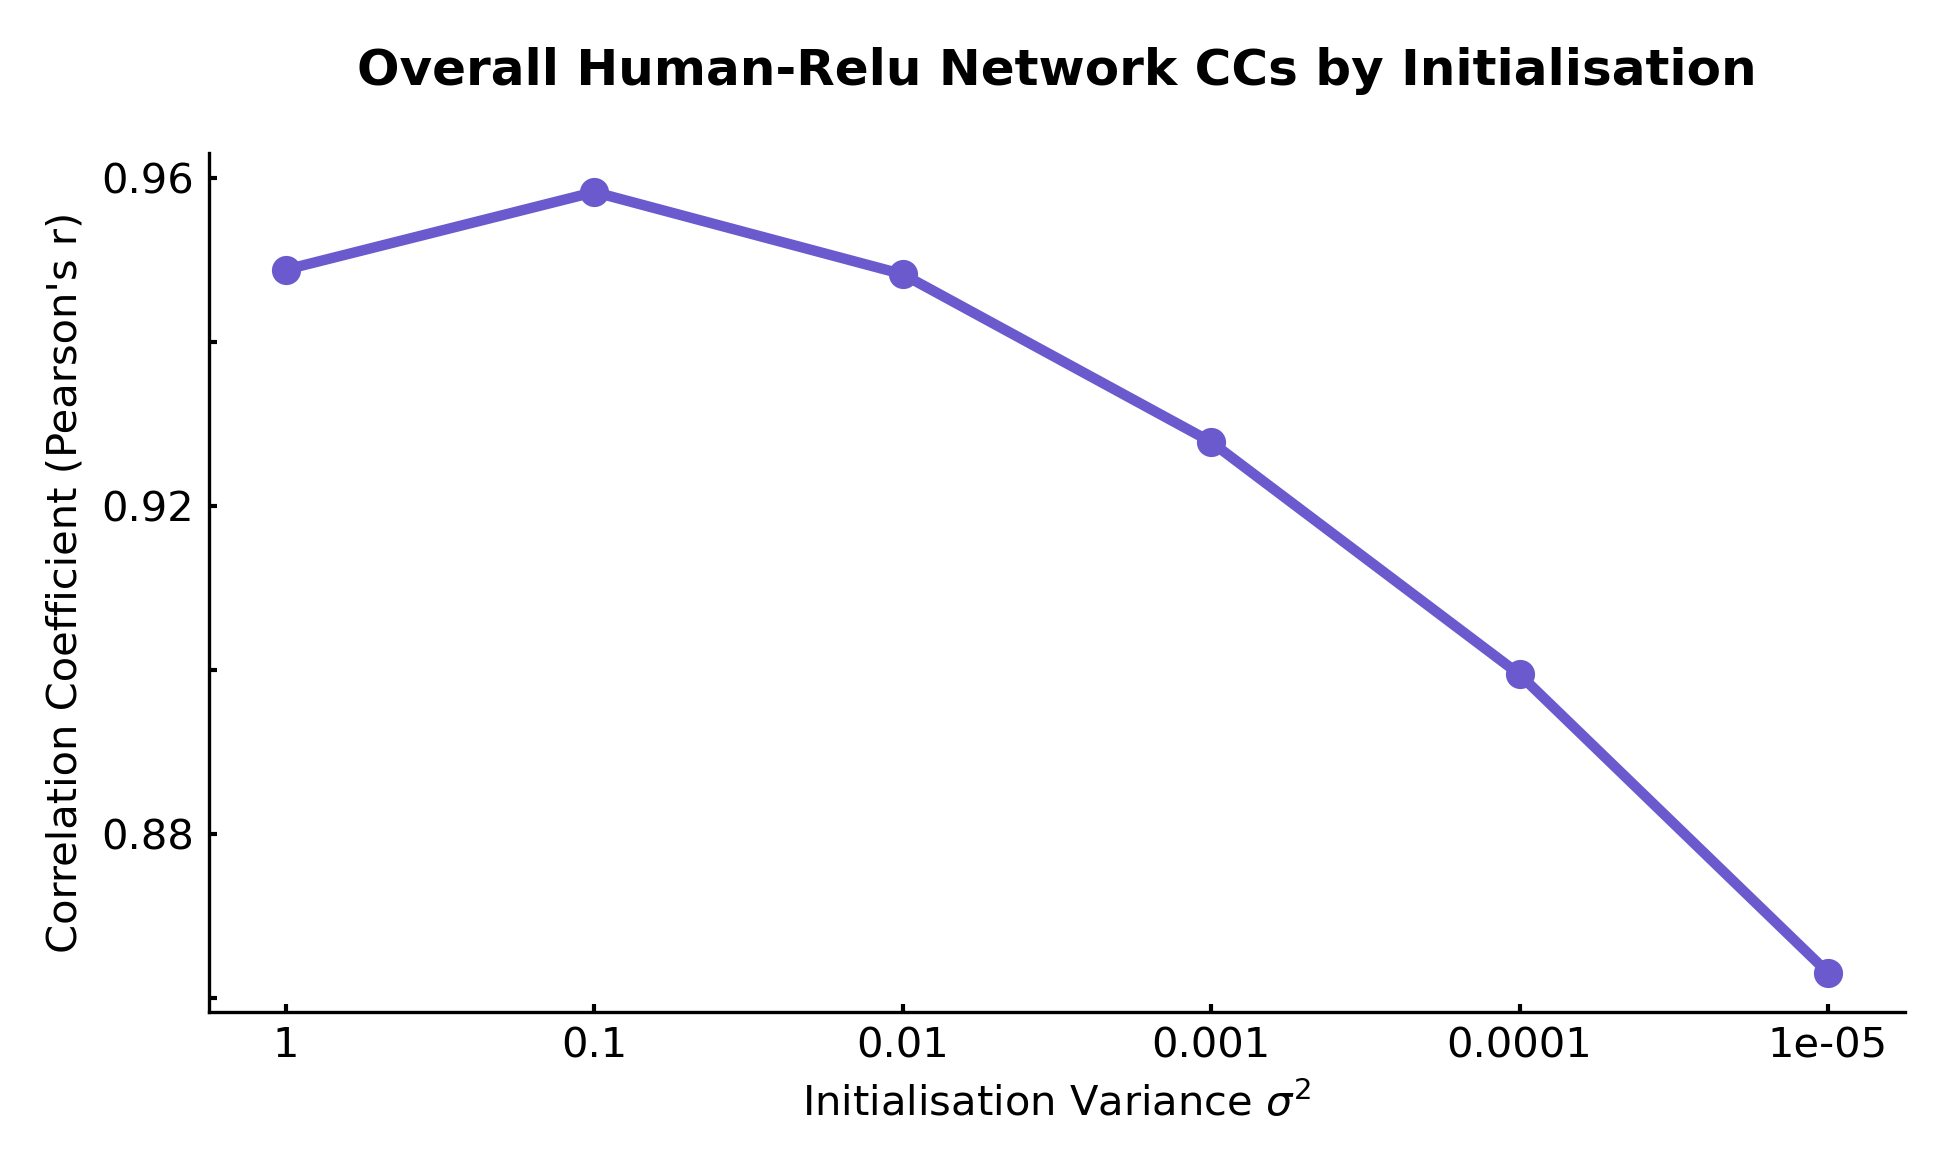 Overall Human-Relu Network CCs by Initialisation
Correlation Coefficient (Pearson's r)
0.96
0.92
0.88
1 0.1 0.01 0.001 0.0001 1e-05
Initialisation Variance σ²